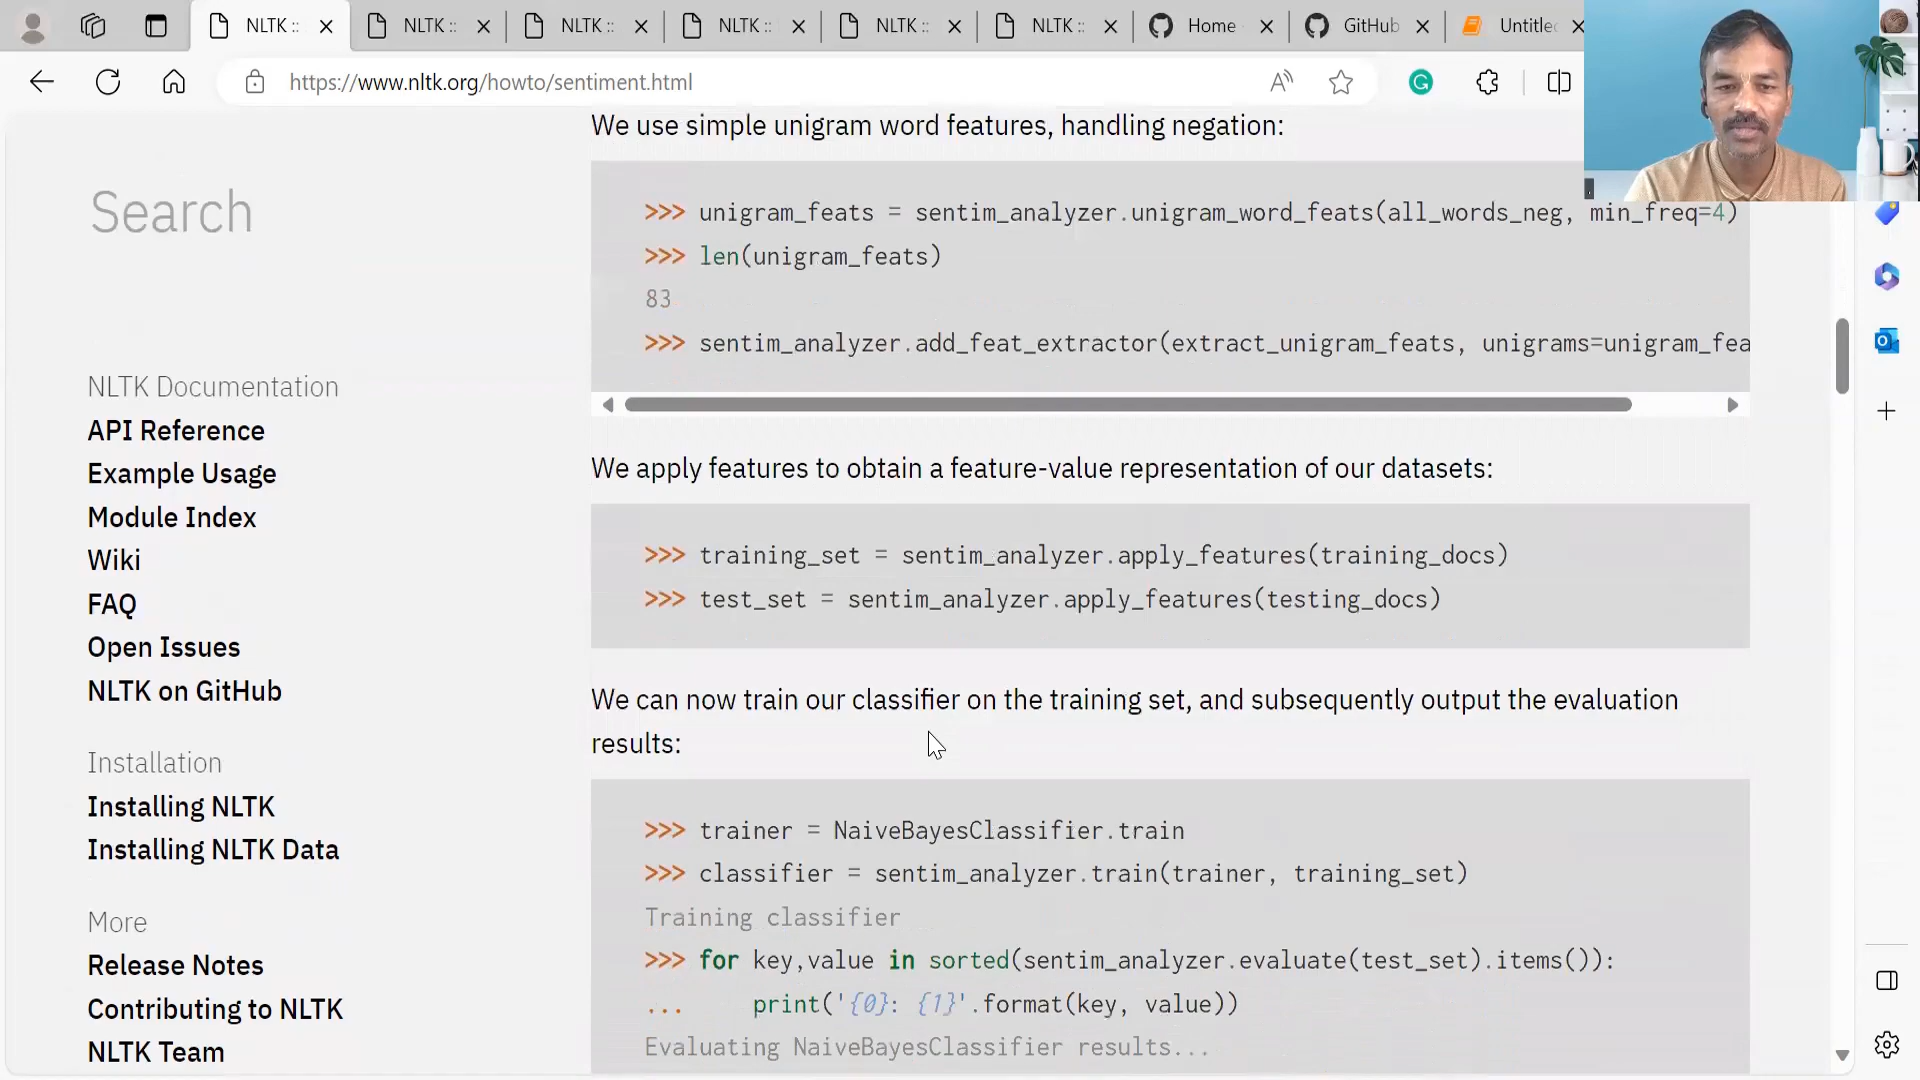 NLTK ::
NLTK ::
NLTK ::
NLTK ::
NLTK ::
NLTK ::
Home
GitHub
Untitled
https://www.nltk.org/howto/sentiment.html
We use simple unigram word features, handling negation:
>>> unigram_feats = sentim_analyzer.unigram_word_feats(all_words_neg, min_freq=4)
>>> len(unigram_feats)
83
>>> sentim_analyzer.add_feat_extractor(extract_unigram_feats, unigrams=unigram_fea
We apply features to obtain a feature-value representation of our datasets:
>>> training_set = sentim_analyzer.apply_features(training_docs)
>>> test_set = sentim_analyzer.apply_features(testing_docs)
We can now train our classifier on the training set, and subsequently output the evaluation
results:
>>> trainer = NaiveBayesClassifier.train
>>> classifier = sentim_analyzer.train(trainer, training_set)
Training classifier
>>> for key,value in sorted(sentim_analyzer.evaluate(test_set).items()):
...     print('{0}: {1}'.format(key, value))
Evaluating NaiveBayesClassifier results...
Search
NLTK Documentation
API Reference
Example Usage
Module Index
Wiki
FAQ
Open Issues
NLTK on GitHub
Installation
Installing NLTK
Installing NLTK Data
More
Release Notes
Contributing to NLTK
NLTK Team